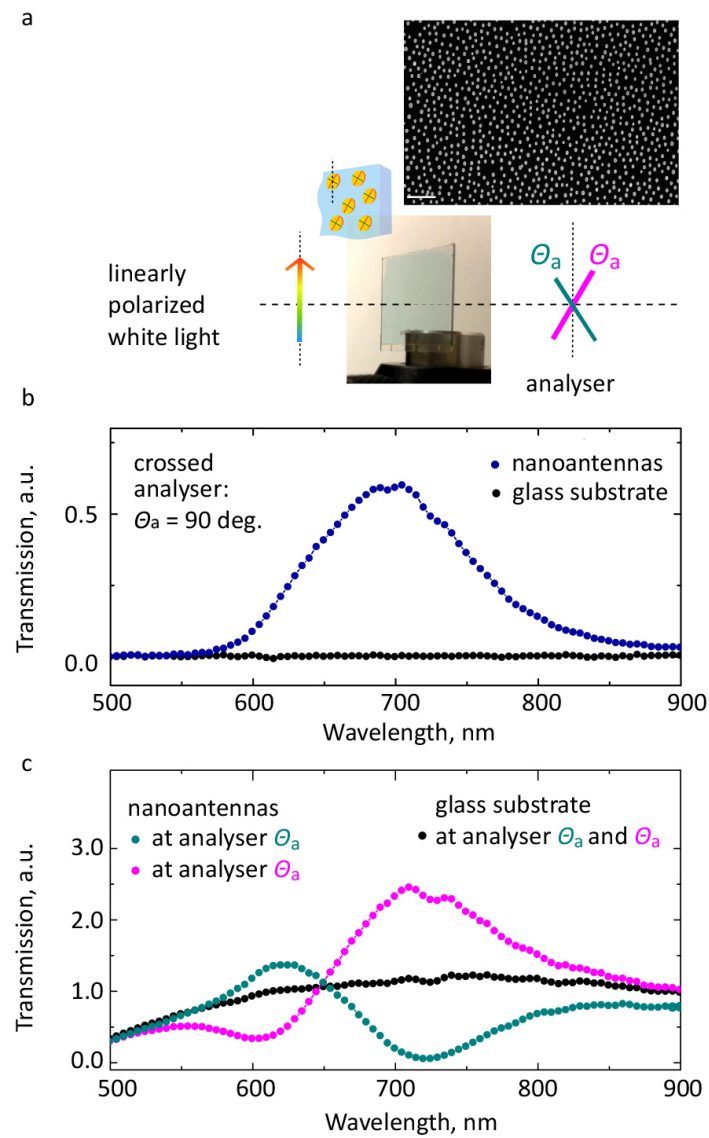 a
Θa Θa
linearly
polarized
white light
analyser
b
Transmission, a.u.
crossed
analyser:
Θa = 90 deg.
nanoantennas
glass substrate
0.5
0.0
500 600 700 800 900
Wavelength, nm
c
Transmission, a.u.
nanoantennas
at analyser Θa
at analyser Θa
glass substrate
at analyser Θa and Θa
3.0
2.0
1.0
0.0
500 600 700 800 900
Wavelength, nm